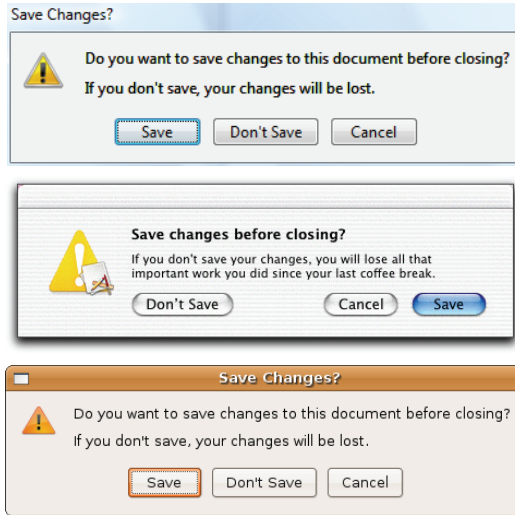 Save Changes?
Do you want to save changes to this document before closing?
If you don't save, your changes will be lost.
Save Don't Save Cancel
Save changes before closing?
If you don't save your changes, you will lose all that
important work you did since your last coffee break.
Don't Save Cancel Save
Save Changes?
Do you want to save changes to this document before closing?
If you don't save, your changes will be lost.
Save Don't Save Cancel